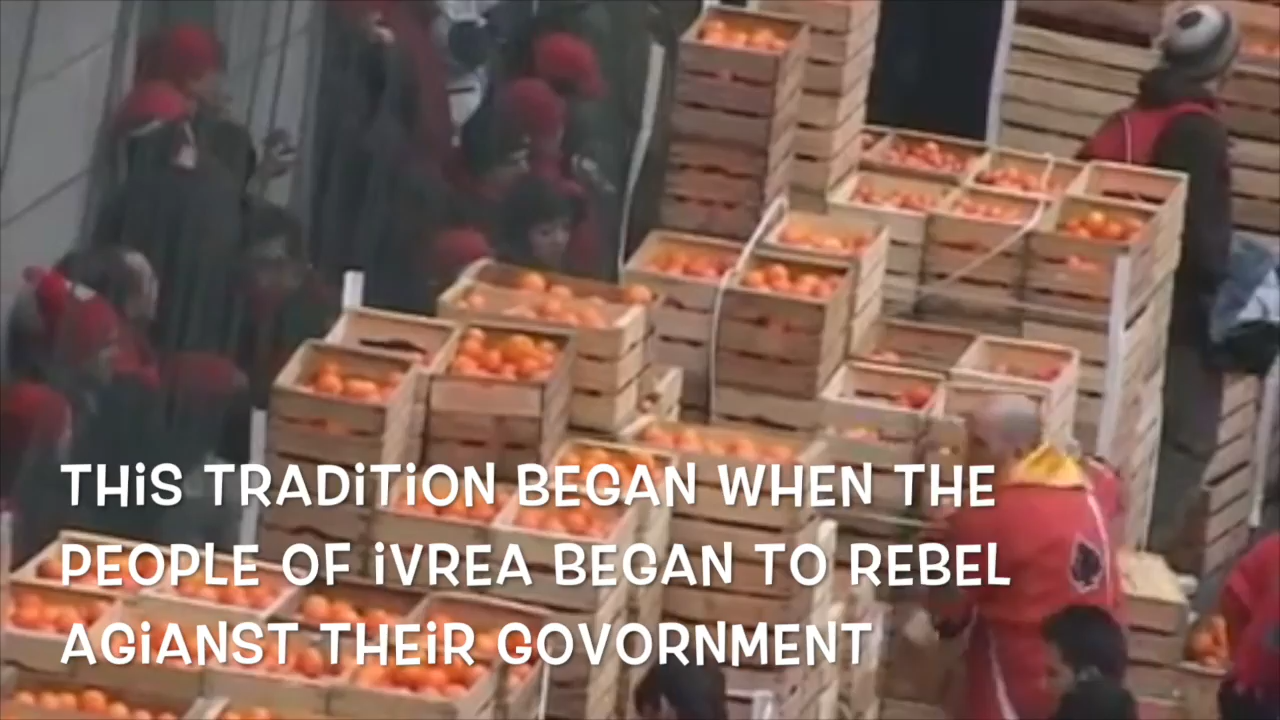 THiS TRADiTiON BEGAN WHEN THE
PEOPLE OF iVREA BEGAN TO REBEL
AGiANST THEiR GOVORNMENT